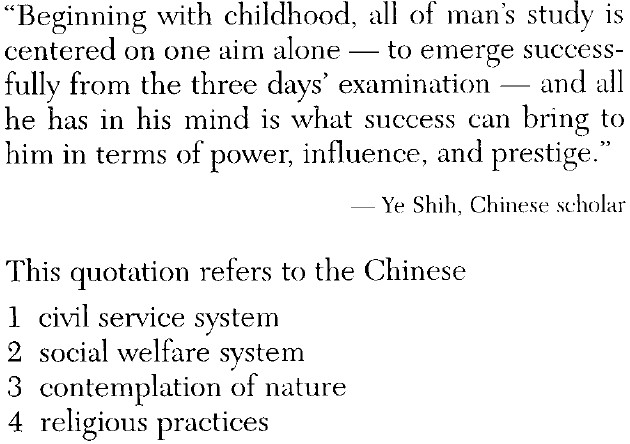 “Beginning with childhood, all of man’s study is
centered on one aim alone — to emerge success-
fully from the three days’ examination — and all
he has in his mind is what success can bring to
him in terms of power, influence, and prestige.”
— Ye Shih, Chinese scholar
This quotation refers to the Chinese
1 civil service system
2 social welfare system
3 contemplation of nature
4 religious practices